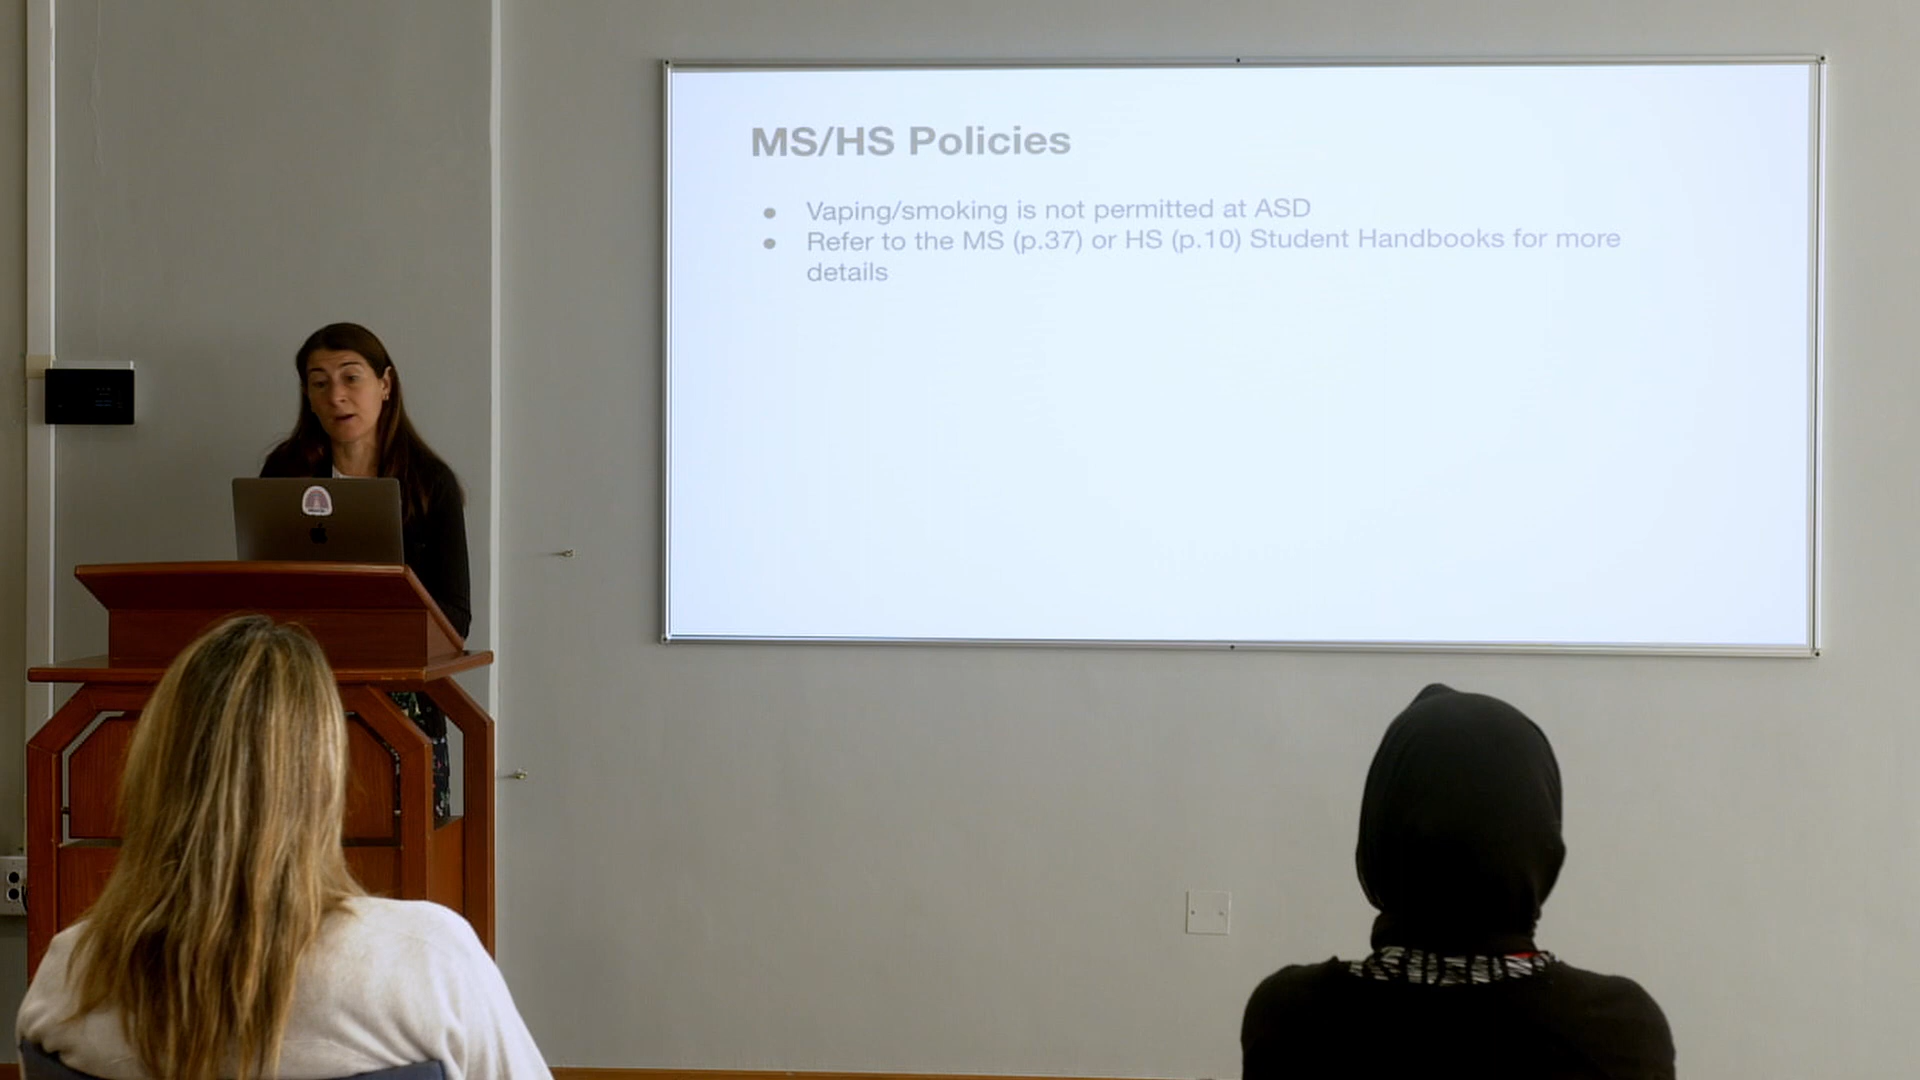 MS/HS Policies
● Vaping/smoking is not permitted at ASD
● Refer to the MS (p.37) or HS (p.10) Student Handbooks for more
details